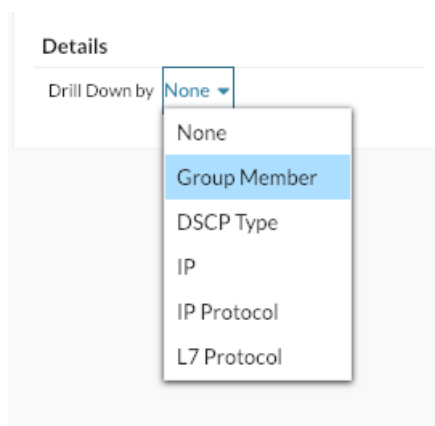 Details
Drill Down by None
None
Group Member
DSCP Type
IP
IP Protocol
L7 Protocol